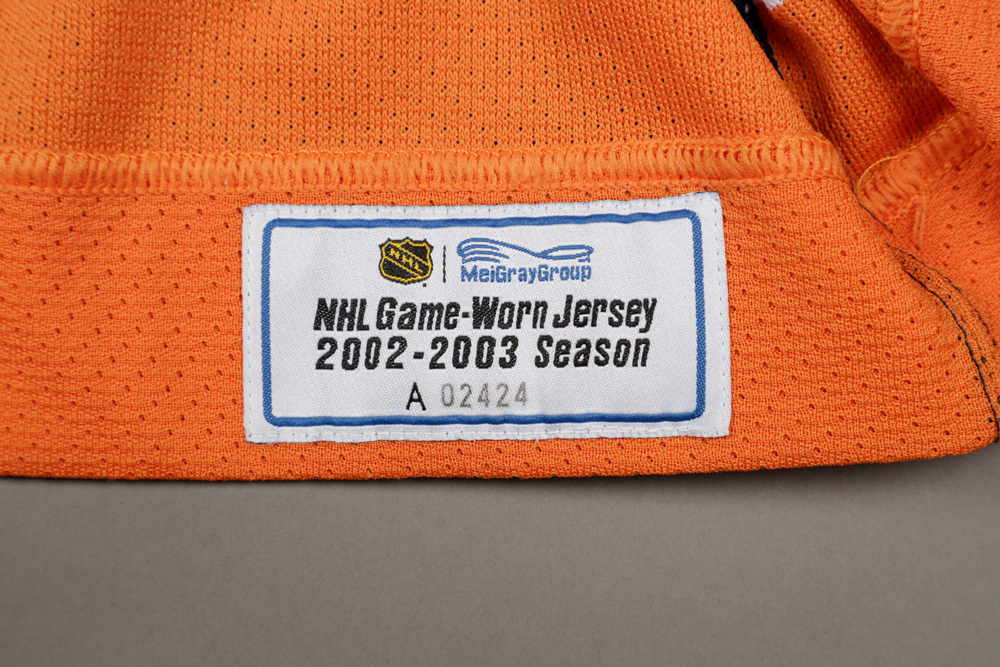 NHL MeiGrayGroup
NHL Game-Worn Jersey
2002-2003 Season
A 02424